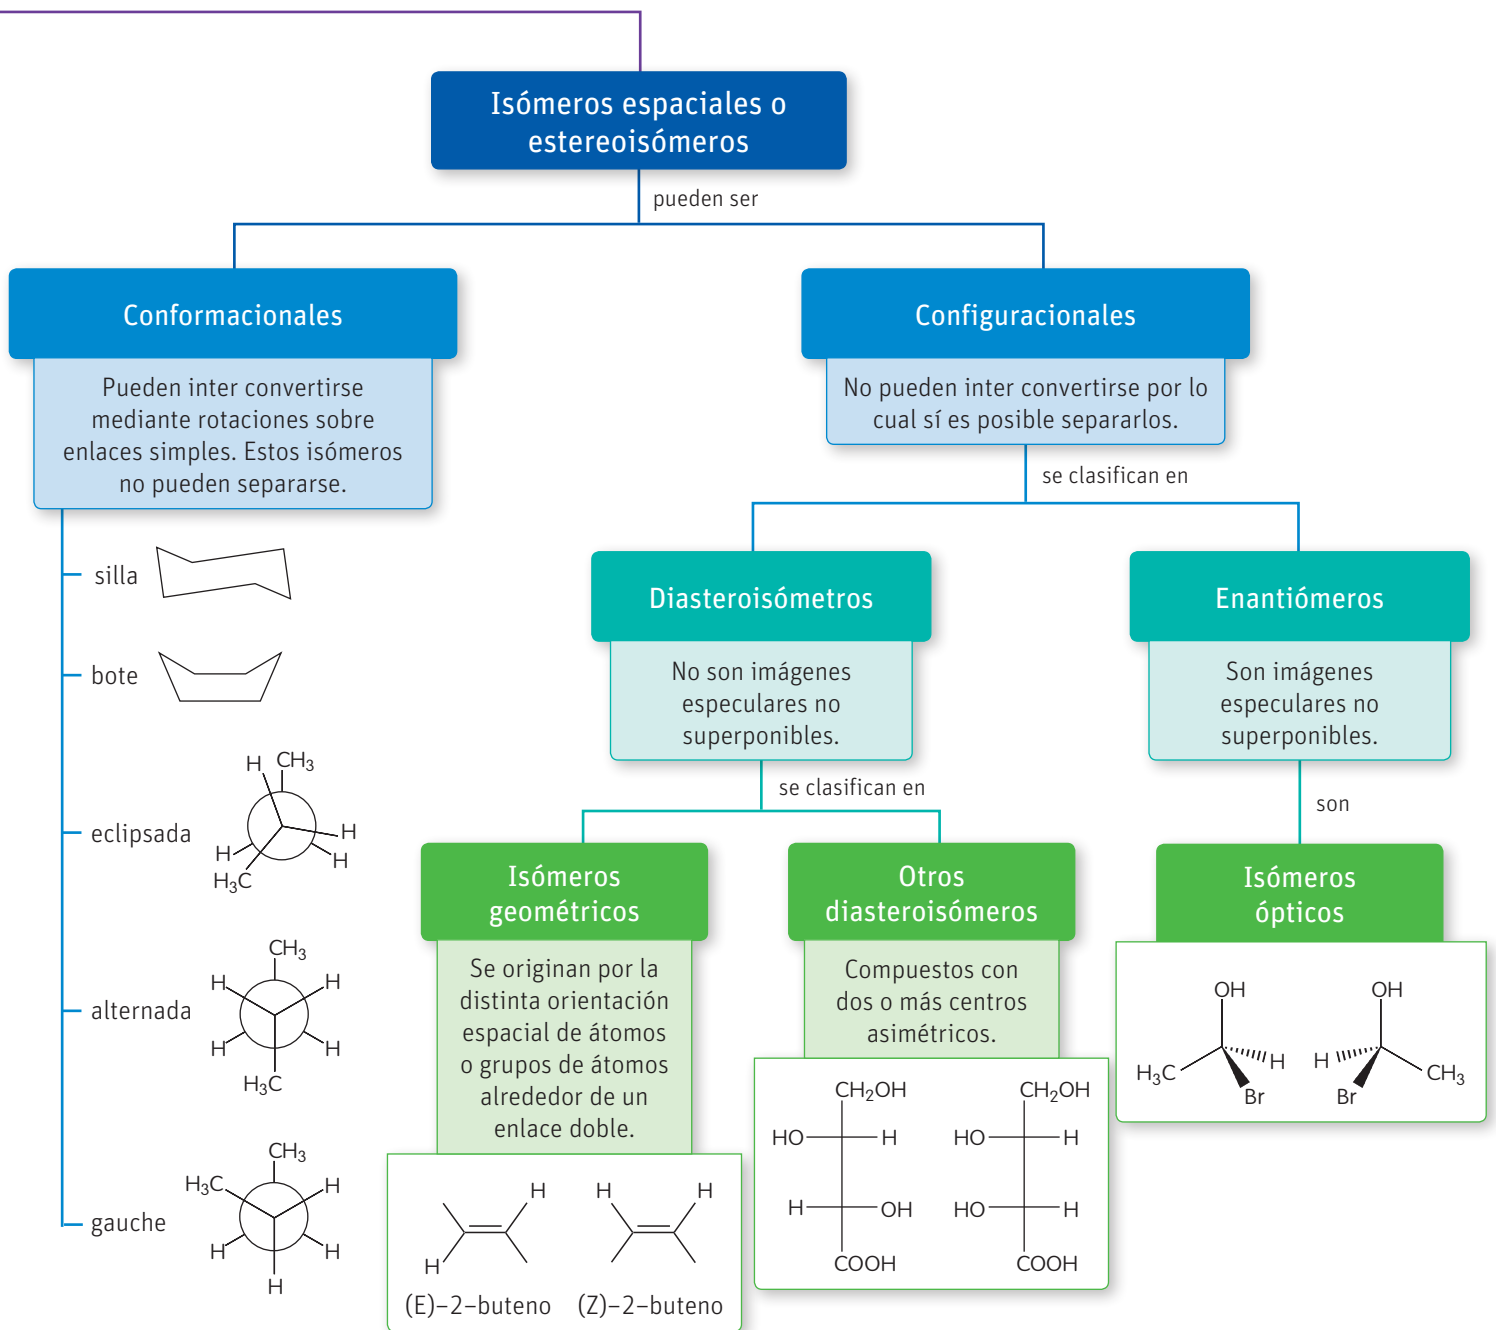 Isómeros espaciales o
estereoisómeros
pueden ser
Conformacionales
Pueden inter convertirse
mediante rotaciones sobre
enlaces simples. Estos isómeros
no pueden separarse.
silla
bote
eclipsada
H CH₃
H
H H
H₃C
alternada
CH₃
H H
H H
H₃C
gauche
CH₃
H₃C H
H H
H
Configuracionales
No pueden inter convertirse por lo
cual sí es posible separarlos.
se clasifican en
Diasteroisómetros
No son imágenes
especulares no
superponibles.
se clasifican en
Isómeros
geométricos
Se originan por la
distinta orientación
espacial de átomos
o grupos de átomos
alrededor de un
enlace doble.
H
H
(E)–2–buteno
H H
(Z)–2–buteno
Otros
diasteroisómeros
Compuestos con
dos o más centros
asimétricos.
CH₂OH
HO H
H OH
COOH
CH₂OH
HO H
HO H
COOH
Enantiómeros
Son imágenes
especulares no
superponibles.
son
Isómeros
ópticos
OH
H₃C H
Br
OH
H CH₃
Br